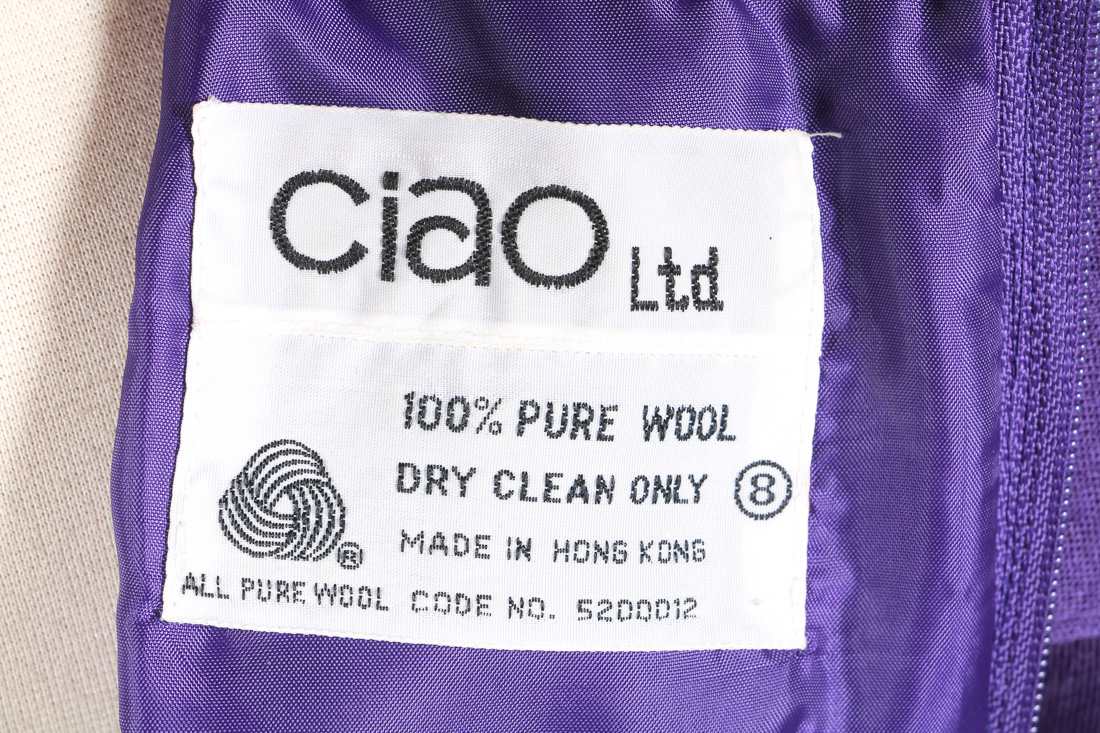 ciao Ltd.
100% PURE WOOL
DRY CLEAN ONLY 8
MADE IN HONG KONG
®
ALL PURE WOOL CODE NO. 5200012